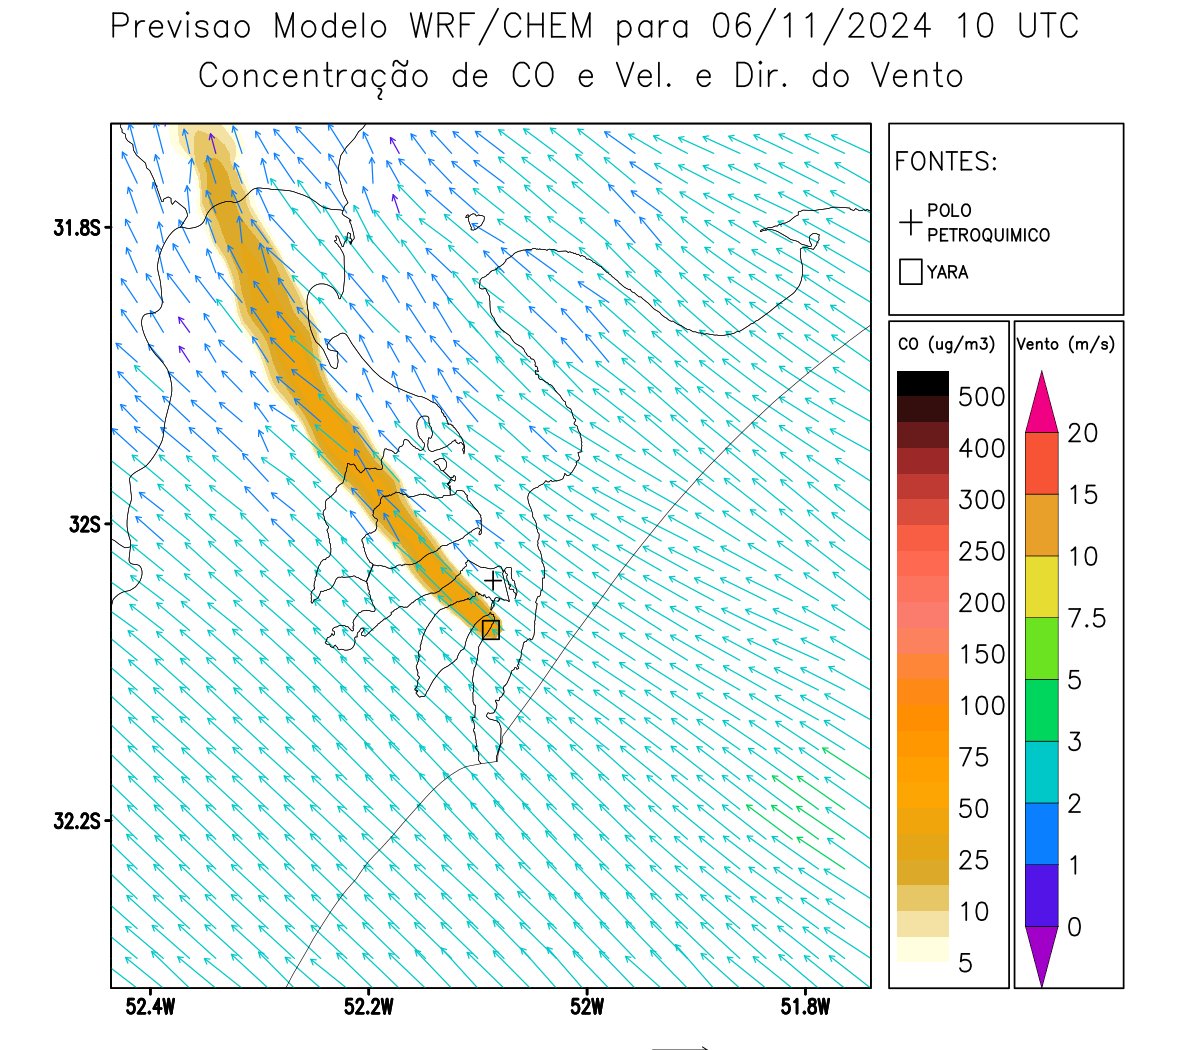 Previsao Modelo WRF/CHEM para 06/11/2024 10 UTC
Concentração de CO e Vel. e Dir. do Vento
FONTES:
POLO
PETROQUIMICO
YARA
CO (ug/m3)
500
400
300
250
200
150
100
75
50
25
10
5
Vento (m/s)
20
15
10
7.5
5
3
2
1
0
31.8S
32S
32.2S
52.4W
52.2W
52W
51.8W